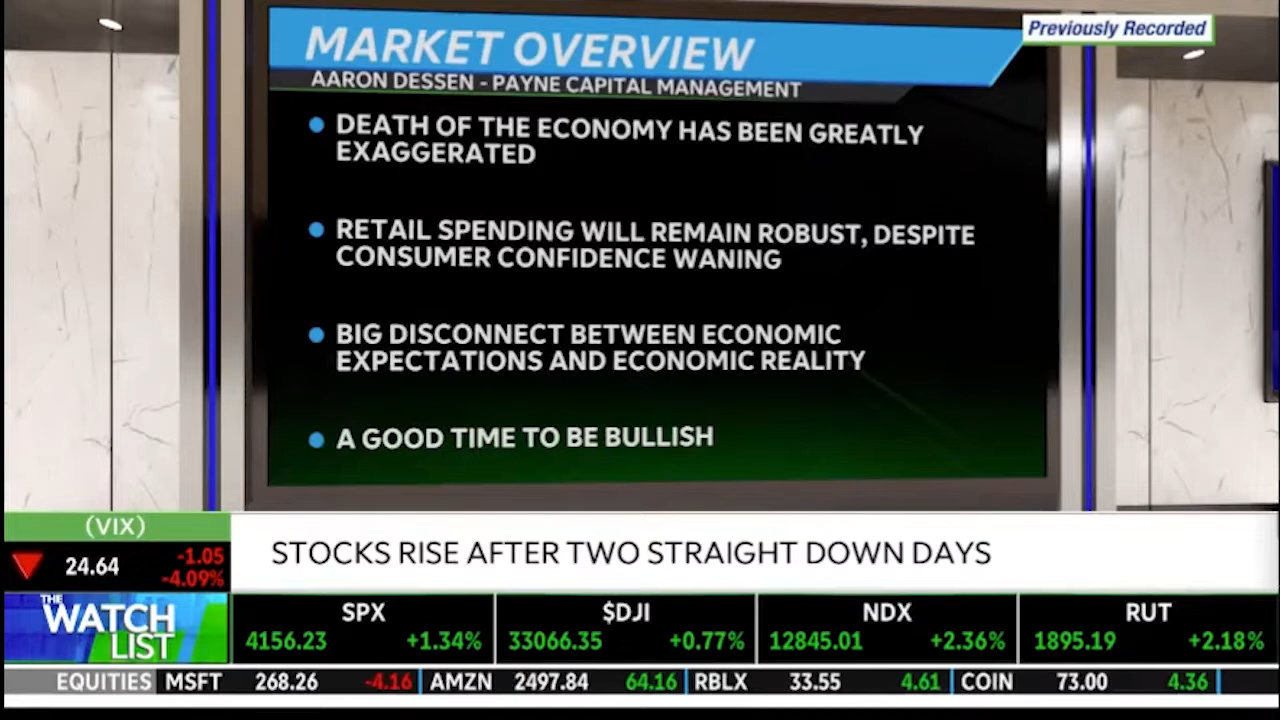 Previously Recorded
MARKET OVERVIEW
AARON DESSEN - PAYNE CAPITAL MANAGEMENT
DEATH OF THE ECONOMY HAS BEEN GREATLY
EXAGGERATED
RETAIL SPENDING WILL REMAIN ROBUST, DESPITE
CONSUMER CONFIDENCE WANING
BIG DISCONNECT BETWEEN ECONOMIC
EXPECTATIONS AND ECONOMIC REALITY
A GOOD TIME TO BE BULLISH
(VIX)
24.64
-1.05
-4.09%
STOCKS RISE AFTER TWO STRAIGHT DOWN DAYS
THE
WATCH
LIST
SPX
4156.23 +1.34%
$DJI
33066.35 +0.77%
NDX
12845.01 +2.36%
RUT
1895.19 +2.18%
EQUITIES MSFT 268.26 -4.16 AMZN 2497.84 64.16 RBLX 33.55 4.61 COIN 73.00 4.36